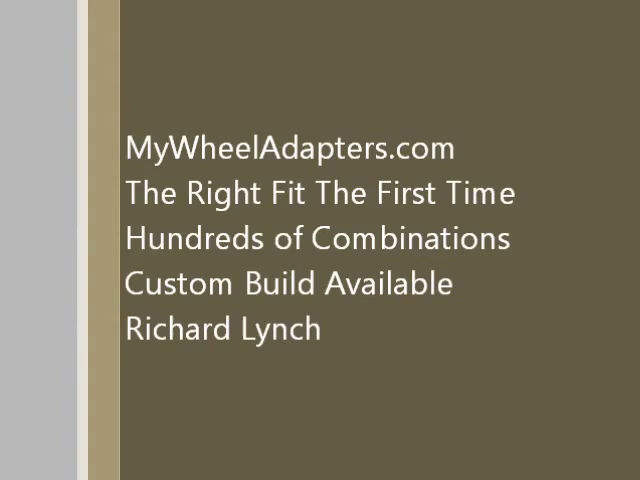 MyWheelAdapters.com
The Right Fit The First Time
Hundreds of Combinations
Custom Build Available
Richard Lynch